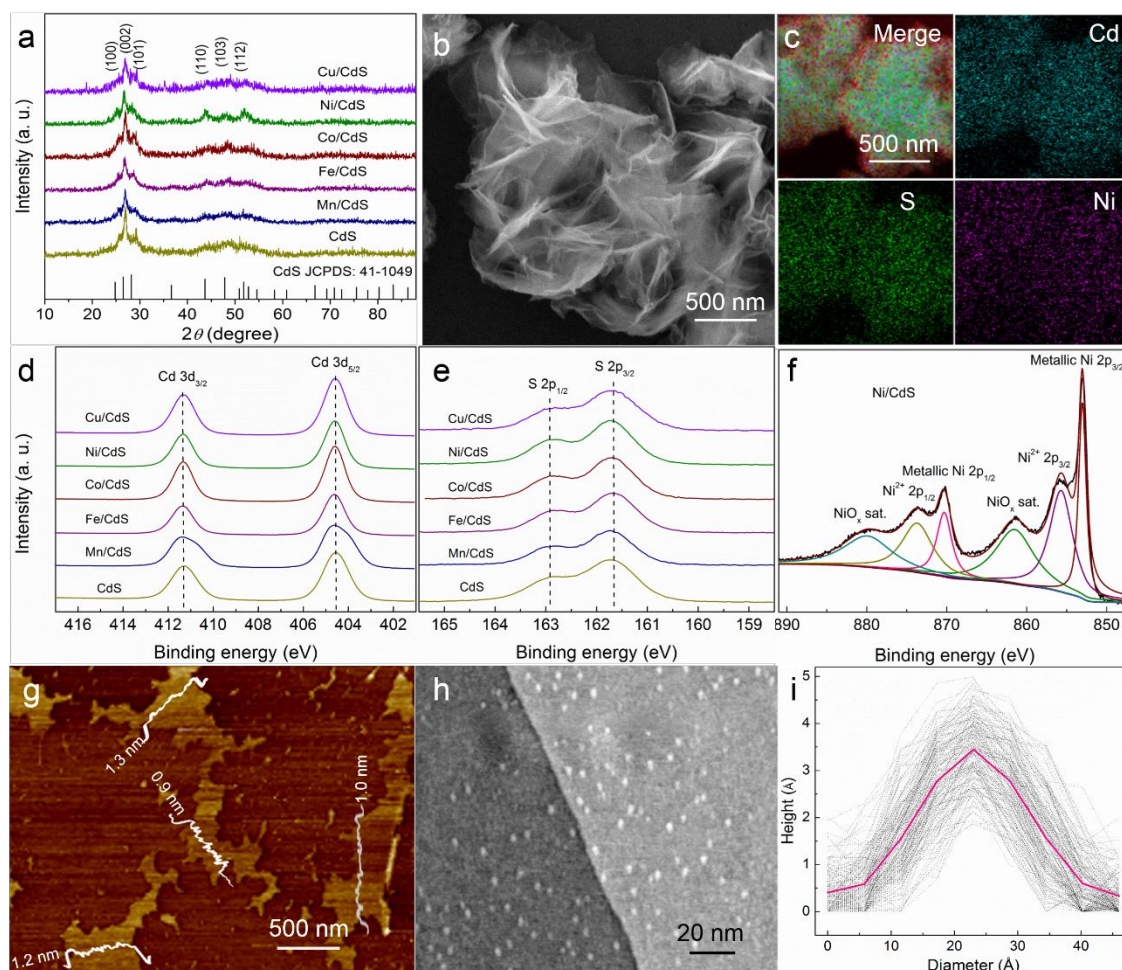 a
(100)
(002)
(101)
(110)
(103)
(112)
Cu/CdS
Ni/CdS
Co/CdS
Fe/CdS
Mn/CdS
CdS
CdS JCPDS: 41-1049
Intensity (a. u.)
10 20 30 40 50 60 70 80
2θ (degree)
b
500 nm
c
Merge
500 nm
Cd
S
Ni
d
Cd 3d3/2
Cd 3d5/2
Cu/CdS
Ni/CdS
Co/CdS
Fe/CdS
Mn/CdS
CdS
Intensity (a. u.)
416 414 412 410 408 406 404 402
Binding energy (eV)
e
S 2p1/2
S 2p3/2
Cu/CdS
Ni/CdS
Co/CdS
Fe/CdS
Mn/CdS
CdS
165 164 163 162 161 160 159
Binding energy (eV)
f
Metallic Ni 2p3/2
Ni/CdS
Ni2+ 2p3/2
Metallic Ni 2p1/2
Ni2+ 2p1/2
NiOx sat.
NiOx sat.
890 880 870 860 850
Binding energy (eV)
g
1.3 nm
0.9 nm
1.0 nm
1.2 nm
500 nm
h
20 nm
i
Height (Å)
5
4
3
2
1
0
0 10 20 30 40
Diameter (Å)